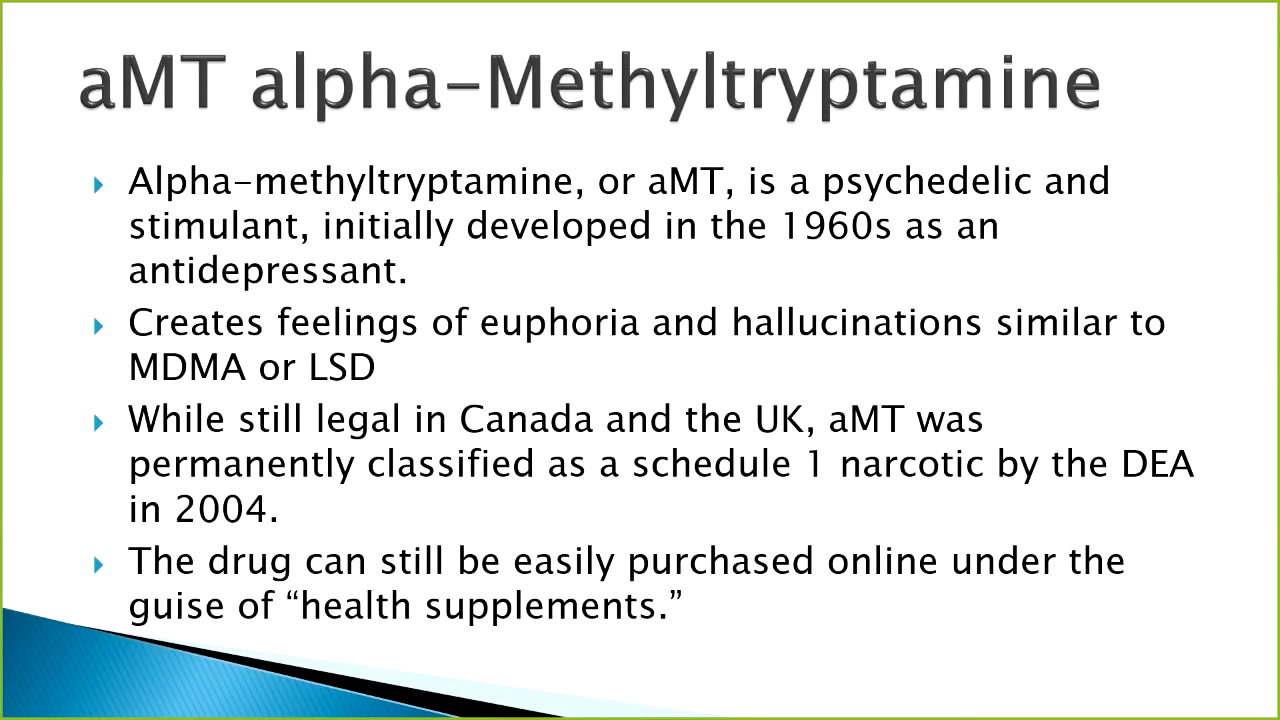 aMT alpha-Methyltryptamine
Alpha-methyltryptamine, or aMT, is a psychedelic and
stimulant, initially developed in the 1960s as an
antidepressant.
Creates feelings of euphoria and hallucinations similar to
MDMA or LSD
While still legal in Canada and the UK, aMT was
permanently classified as a schedule 1 narcotic by the DEA
in 2004.
The drug can still be easily purchased online under the
guise of “health supplements.”